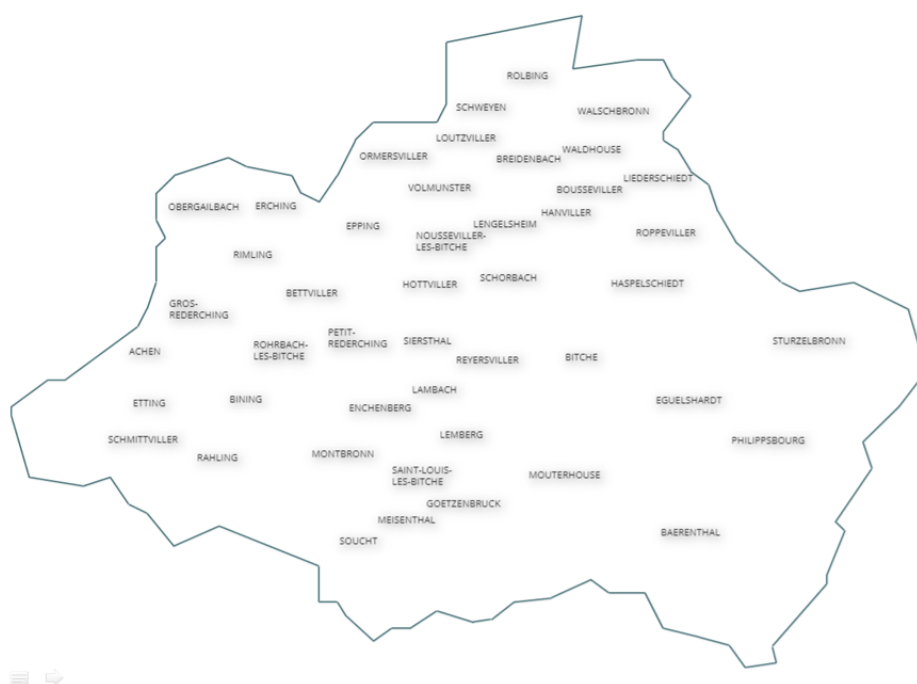 ROLBING
SCHWEYEN
WALSCHBRONN
LOUTZVILLER
ORMERSVILLER
BREIDENBACH
WALDHOUSE
LIEDERSCHIEDT
VOLMUNSTER
BOUSSEVILLER
OBERGAILBACH
ERCHING
HANVILLER
EPPING
LENGELSHEIM
NOUSSEVILLER-
LES-BITCHE
ROPPEVILLER
RIMLING
SCHORBACH
HOTTVILLER
HASPELSCHIEDT
BETTVILLER
GROS-
REDERCHING
PETIT-
REDERCHING
SIERSTHAL
STURZELBRONN
ACHEN
ROHRBACH-
LES-BITCHE
REYERSVILLER
BITCHE
LAMBACH
ETTING
BINING
ENCHENBERG
EGUELSHARDT
SCHMITTVILLER
LEMBERG
PHILIPPSBOURG
RAHLING
MONTBRONN
SAINT-LOUIS-
LES-BITCHE
MOUTERHOUSE
GOETZENBRUCK
MEISENTHAL
BAERENTHAL
SOUCHT